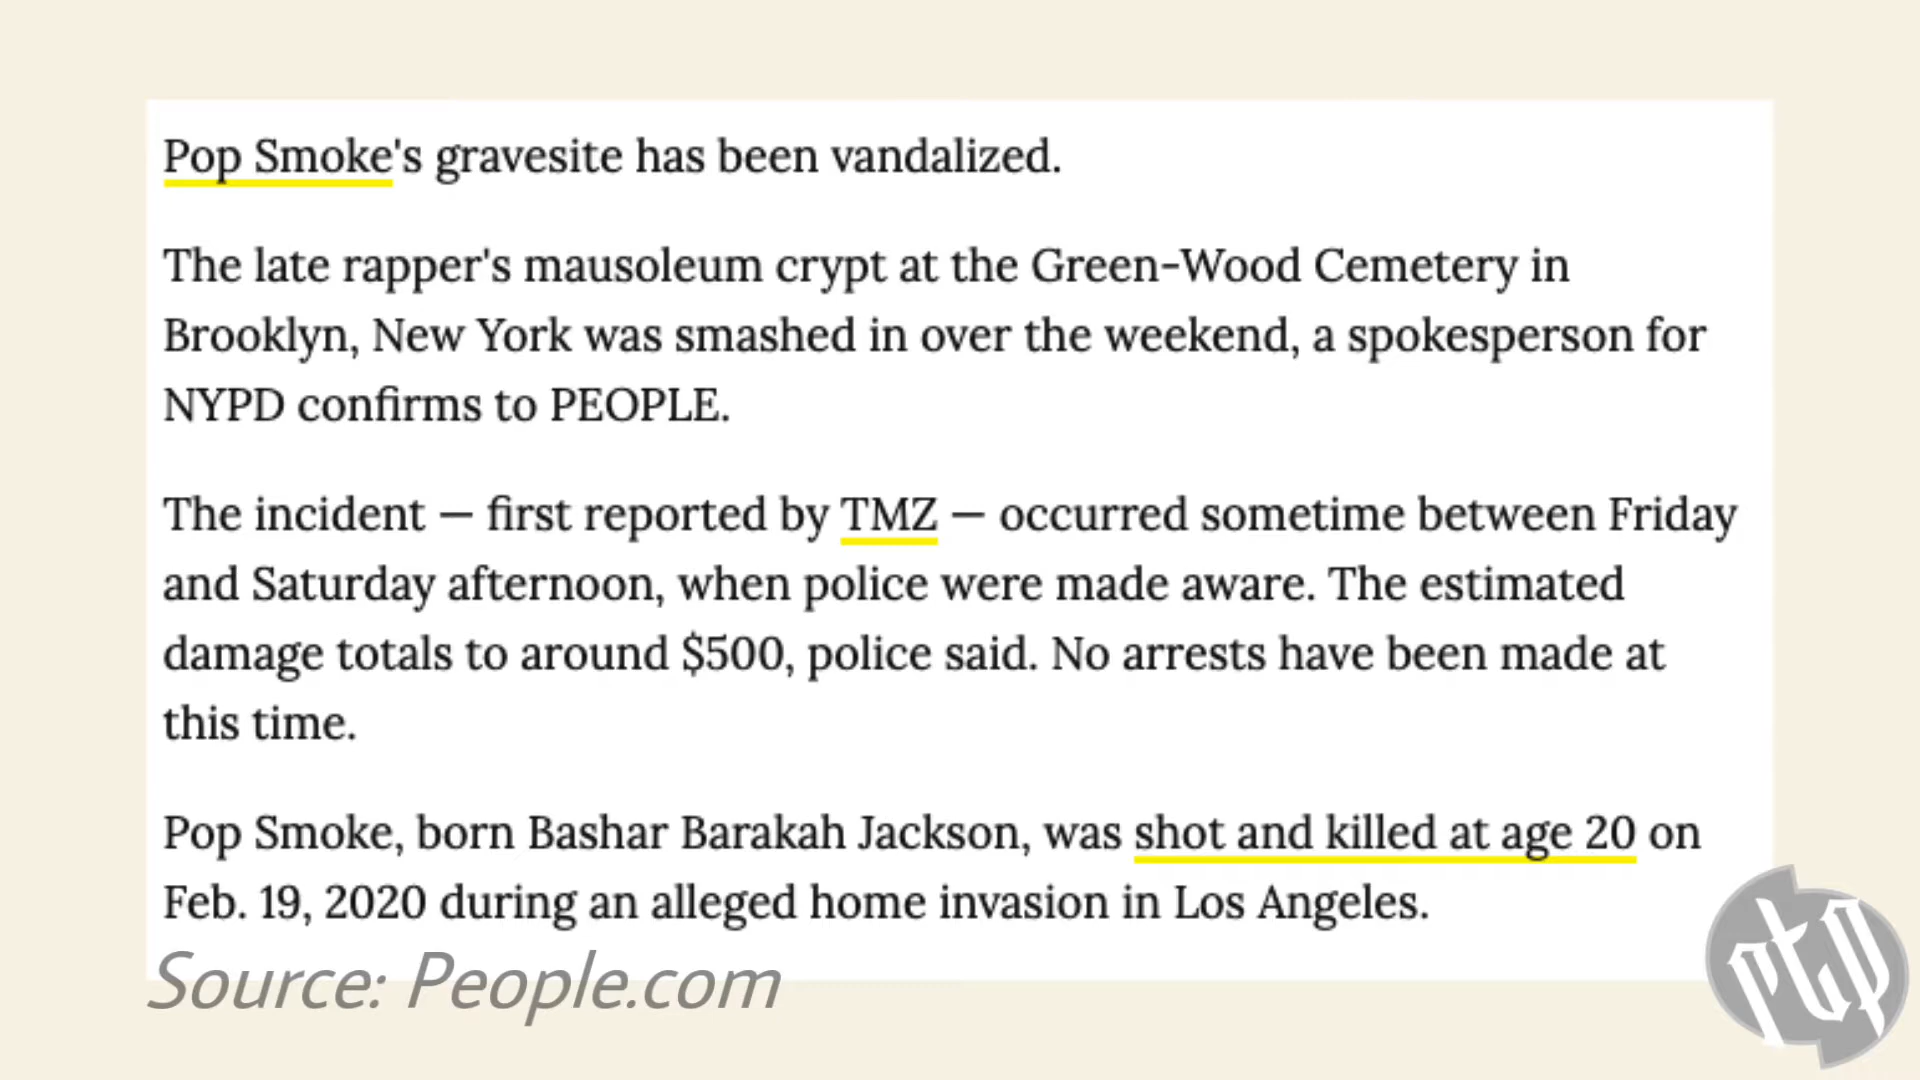 Pop Smoke's gravesite has been vandalized.
The late rapper's mausoleum crypt at the Green-Wood Cemetery in
Brooklyn, New York was smashed in over the weekend, a spokesperson for
NYPD confirms to PEOPLE.
The incident — first reported by TMZ — occurred sometime between Friday
and Saturday afternoon, when police were made aware. The estimated
damage totals to around $500, police said. No arrests have been made at
this time.
Pop Smoke, born Bashar Barakah Jackson, was shot and killed at age 20 on
Feb. 19, 2020 during an alleged home invasion in Los Angeles.
Source: People.com